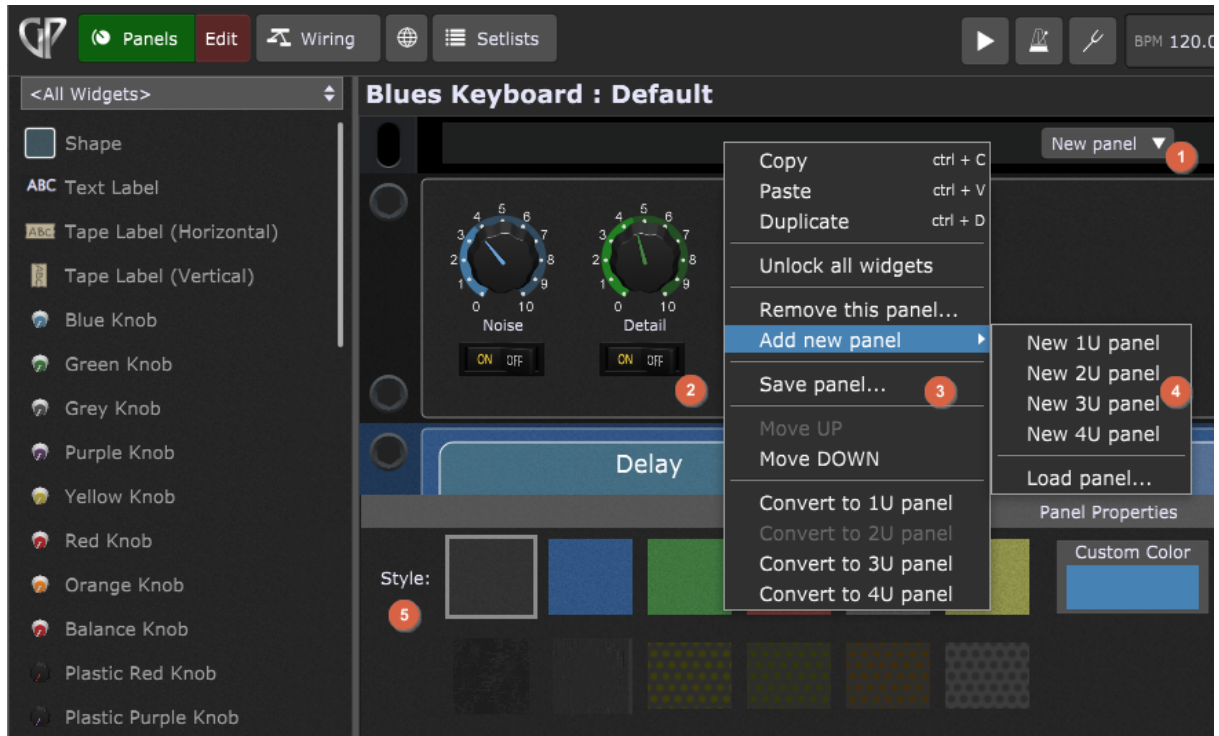 GP Panels Edit Wiring Setlists BPM 120.0
<All Widgets>
Blues Keyboard : Default
Shape
Text Label
ABC
Tape Label (Horizontal)
ABC
Tape Label (Vertical)
ABC
Blue Knob
Green Knob
Grey Knob
Purple Knob
Yellow Knob
Red Knob
Orange Knob
Balance Knob
Plastic Red Knob
Plastic Purple Knob
New panel
1
0 1 2 3 4 5 6 7 8 9 10
Noise
ON OFF
0 1 2 3 4 5 6 7 8 9 10
Detail
ON OFF
2
Delay
Copy ctrl + C
Paste ctrl + V
Duplicate ctrl + D
Unlock all widgets
Remove this panel...
Add new panel
Save panel...
3
Move UP
Move DOWN
Convert to 1U panel
Convert to 2U panel
Convert to 3U panel
Convert to 4U panel
New 1U panel
New 2U panel
New 3U panel
New 4U panel
4
Load panel...
Panel Properties
Style:
5
Custom Color